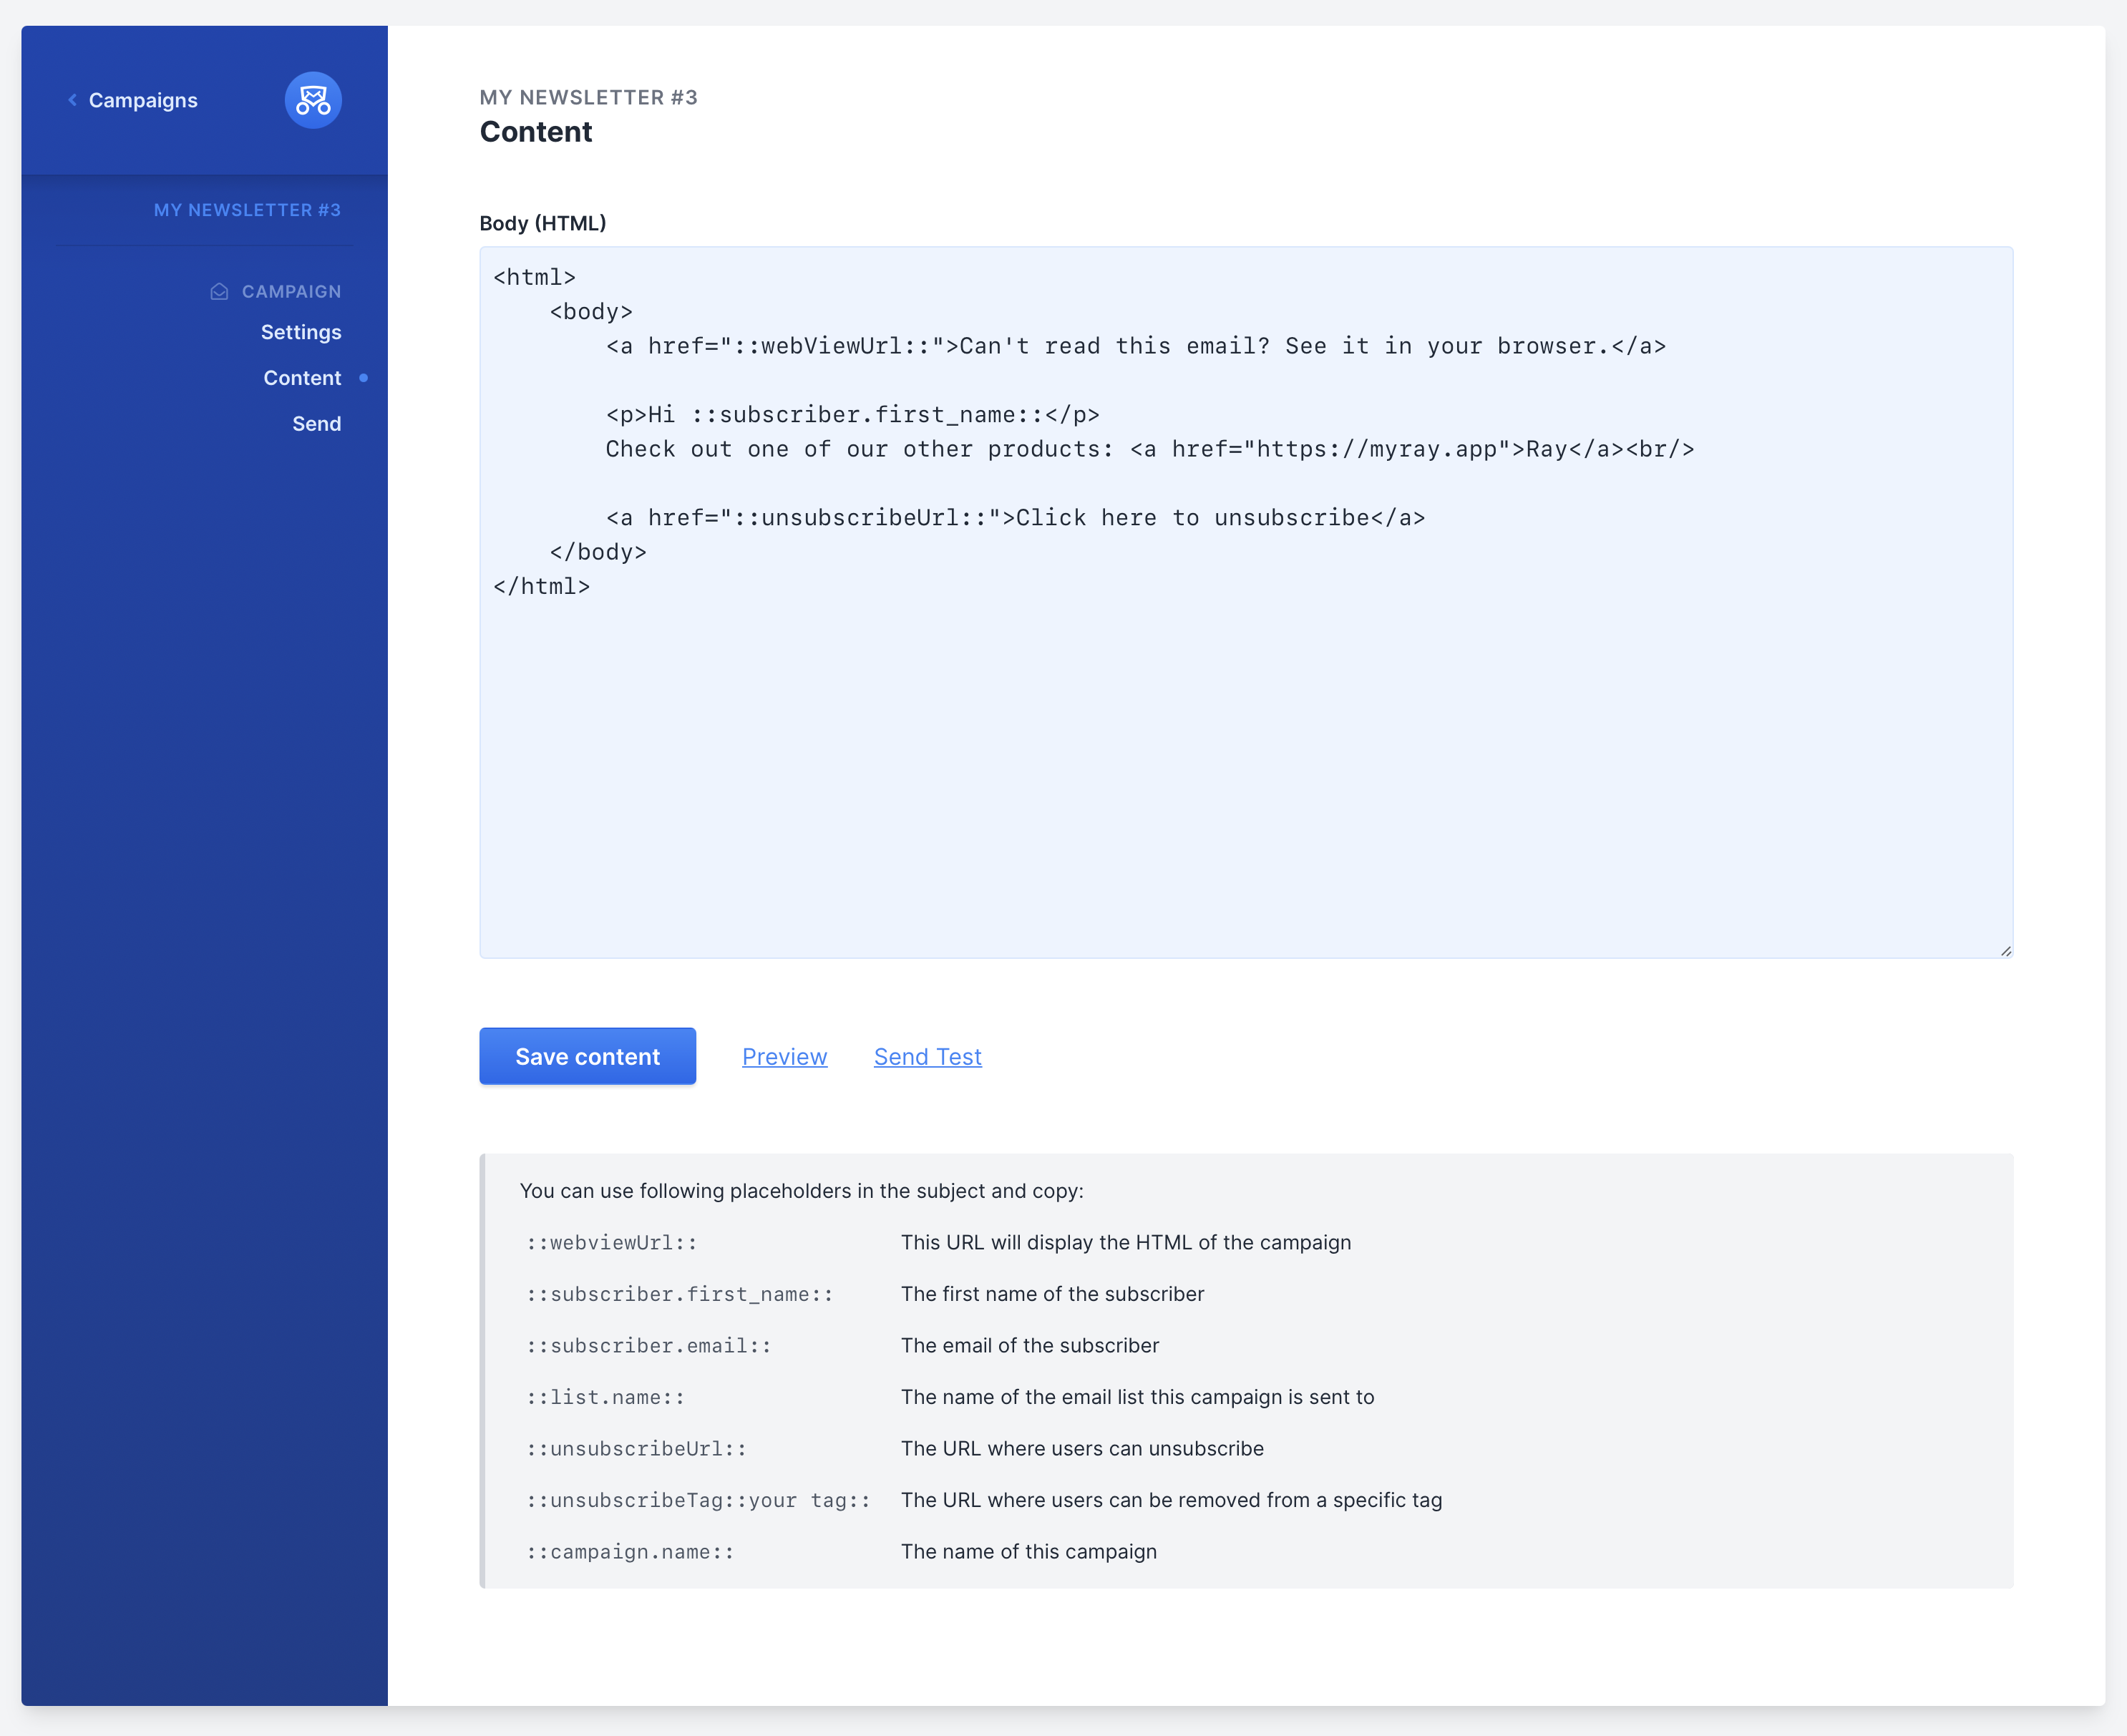 Campaigns
MY NEWSLETTER #3
CAMPAIGN
Settings
Content
Send
MY NEWSLETTER #3
Content
Body (HTML)
<html>
    <body>
        <a href="::webViewUrl::">Can't read this email? See it in your browser.</a>
        <p>Hi ::subscriber.first_name::</p>
        Check out one of our other products: <a href="https://myray.app">Ray</a><br/>
        <a href="::unsubscribeUrl::">Click here to unsubscribe</a>
    </body>
</html>
Save content Preview Send Test
You can use following placeholders in the subject and copy:
::webviewUrl:: This URL will display the HTML of the campaign
::subscriber.first_name:: The first name of the subscriber
::subscriber.email:: The email of the subscriber
::list.name:: The name of the email list this campaign is sent to
::unsubscribeUrl:: The URL where users can unsubscribe
::unsubscribeTag::your tag:: The URL where users can be removed from a specific tag
::campaign.name:: The name of this campaign